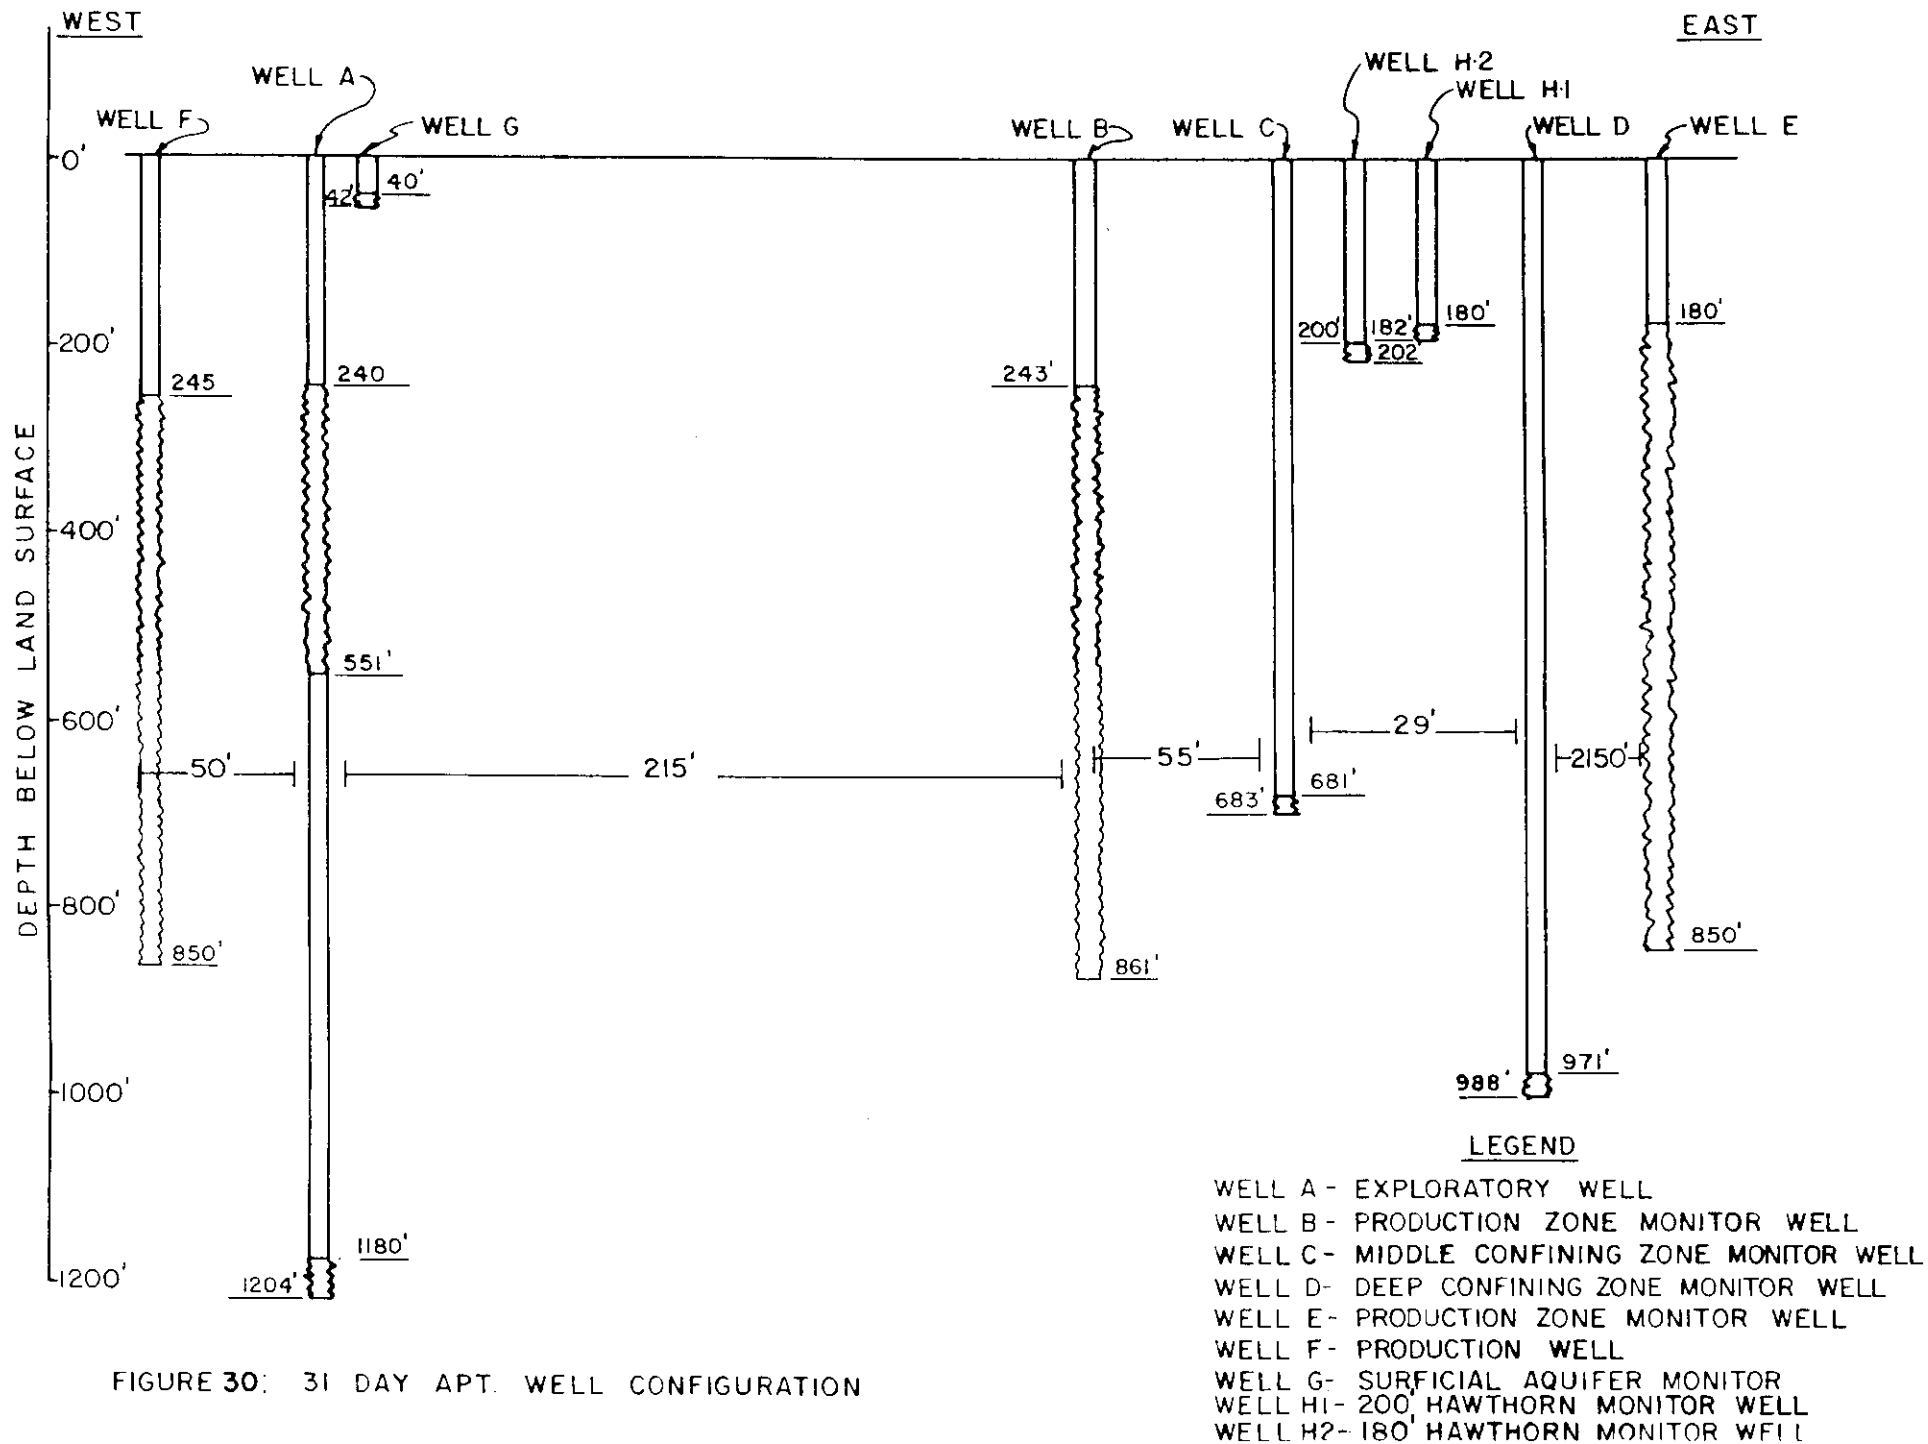 WEST
EAST
WELL H·2
WELL A
WELL H·1
WELL F
WELL G
WELL B
WELL C
WELL D
WELL E
0'
42'
40'
200'
200'
182'
180'
180'
202
245
240
243'
400'
DEPTH BELOW LAND SURFACE
551'
600'
50'
215'
55'
29'
2150'
683'
681'
800'
850'
861'
850'
971'
988'
1000'
1180'
1200'
1204'
LEGEND
WELL A - EXPLORATORY WELL
WELL B - PRODUCTION ZONE MONITOR WELL
WELL C - MIDDLE CONFINING ZONE MONITOR WELL
WELL D- DEEP CONFINING ZONE MONITOR WELL
WELL E- PRODUCTION ZONE MONITOR WELL
WELL F- PRODUCTION WELL
WELL G- SURFICIAL AQUIFER MONITOR
WELL H1- 200' HAWTHORN MONITOR WELL
WELL H2- 180' HAWTHORN MONITOR WELL
FIGURE 30: 31 DAY APT. WELL CONFIGURATION